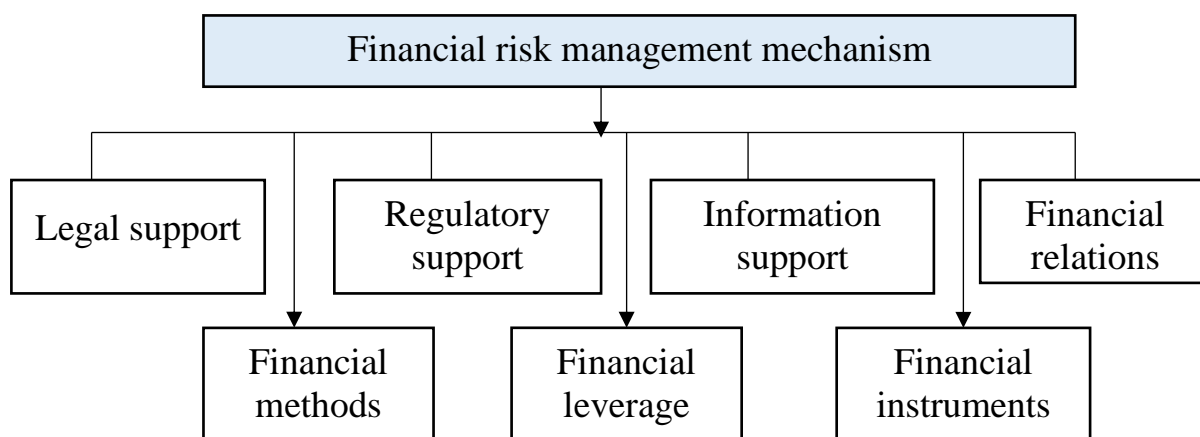 Financial risk management mechanism
Legal support
Regulatory
support
Information
support
Financial
relations
Financial
methods
Financial
leverage
Financial
instruments